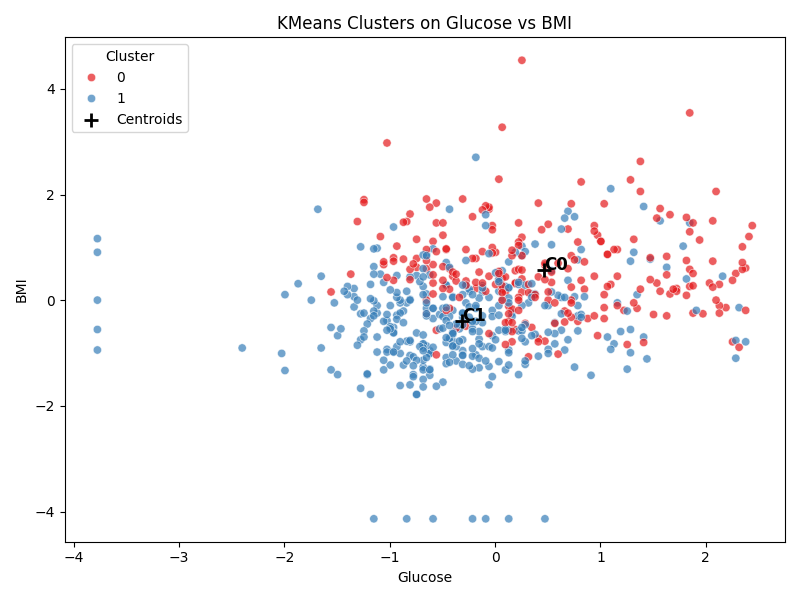 KMeans Clusters on Glucose vs BMI
Cluster
0
1
Centroids
4
2
0
−2
−4
BMI
C0
C1
−4 −3 −2 −1 0 1 2
Glucose